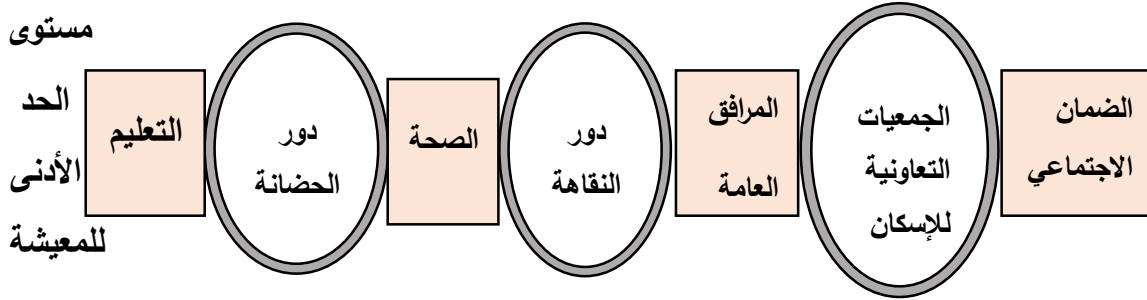 الضمان
الاجتماعي
الجمعيات
التعاونية
للإسكان
المرافق
العامة
دور
النقاهة
الصحة
دور
الحضانة
التعليم
مستوى
الحد
الأدنى
للمعيشة